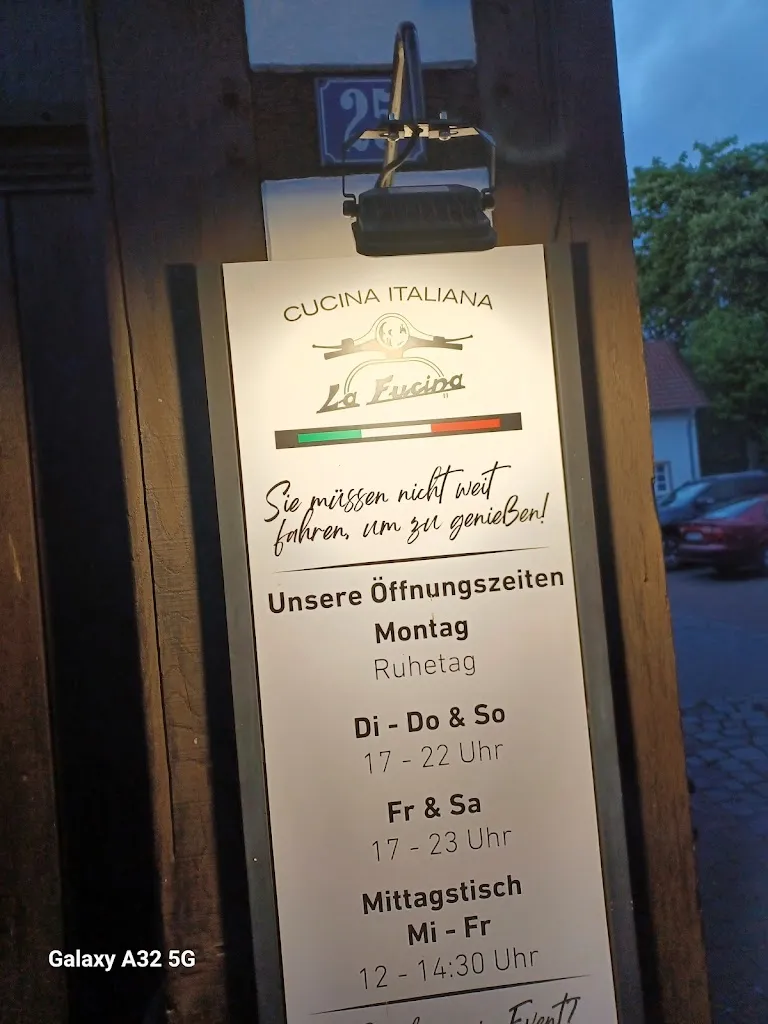 25
CUCINA ITALIANA
La Fucina
Sie müssen nicht weit
fahren, um zu genießen!
Unsere Öffnungszeiten
Montag
Ruhetag
Di - Do & So
17 - 22 Uhr
Fr & Sa
17 - 23 Uhr
Mittagstisch
Mi - Fr
12 - 14:30 Uhr
Event?
Galaxy A32 5G